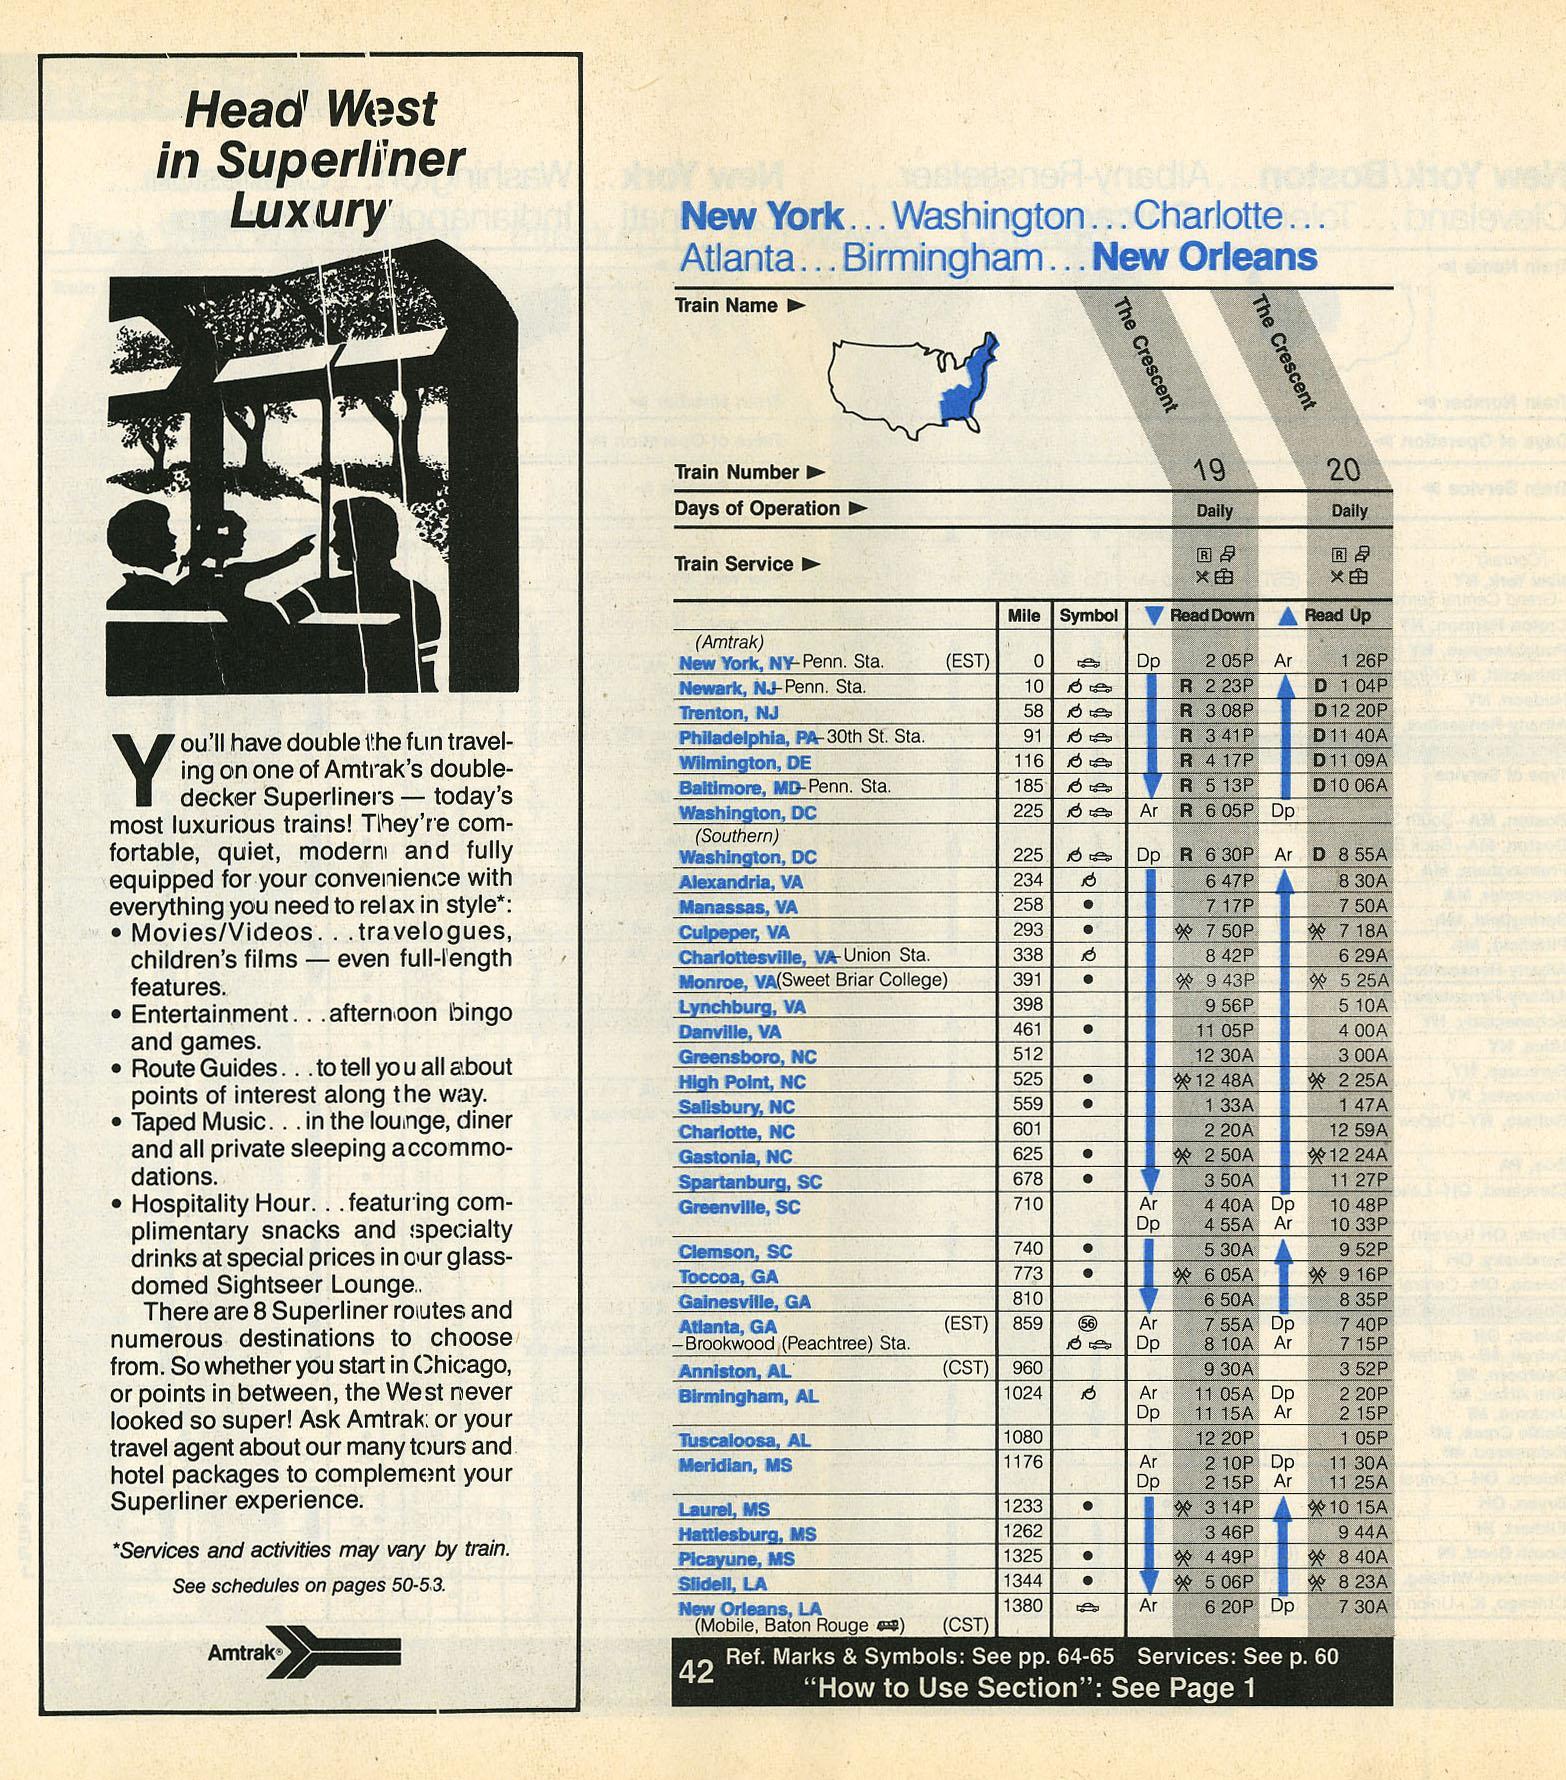 Head West
in Superliner
Luxury
You'll have double the fun travel-
ing on one of Amtrak's double-
decker Superliners — today's
most luxurious trains! They're com-
fortable, quiet, modern and fully
equipped for your convenience with
everything you need to relax in style*:
• Movies/Videos. . .travelogues,
children's films — even full-length
features.
• Entertainment. . .afternoon bingo
and games.
• Route Guides. . .to tell you all about
points of interest along the way.
• Taped Music. . .in the lounge, diner
and all private sleeping accommo-
dations.
• Hospitality Hour. . .featuring com-
plimentary snacks and specialty
drinks at special prices in our glass-
domed Sightseer Lounge.
There are 8 Superliner routes and
numerous destinations to choose
from. So whether you start in Chicago,
or points in between, the West never
looked so super! Ask Amtrak or your
travel agent about our many tours and
hotel packages to complement your
Superliner experience.
*Services and activities may vary by train.
See schedules on pages 50-53.
Amtrak®
New York...Washington...Charlotte...
Atlanta...Birmingham...New Orleans
Train Name ► The Crescent The Crescent
Train Number ► 19 20
Days of Operation ► Daily Daily
Train Service ► R R
Mile Symbol ▼ Read Down ▲ Read Up
(Amtrak)
New York, NY–Penn. Sta. (EST) 0 Dp 2 05P Ar 1 26P
Newark, NJ–Penn. Sta. 10 R 2 23P D 1 04P
Trenton, NJ 58 R 3 08P D 12 20P
Philadelphia, PA–30th St. Sta. 91 R 3 41P D 11 40A
Wilmington, DE 116 R 4 17P D 11 09A
Baltimore, MD–Penn. Sta. 185 R 5 13P D 10 06A
Washington, DC 225 Ar R 6 05P Dp
(Southern)
Washington, DC 225 Dp R 6 30P Ar D 8 55A
Alexandria, VA 234 6 47P 8 30A
Manassas, VA 258 • 7 17P 7 50A
Culpeper, VA 293 • 7 50P 7 18A
Charlottesville, VA–Union Sta. 338 8 42P 6 29A
Monroe, VA(Sweet Briar College) 391 • 9 43P 5 25A
Lynchburg, VA 398 9 56P 5 10A
Danville, VA 461 • 11 05P 4 00A
Greensboro, NC 512 12 30A 3 00A
High Point, NC 525 • 12 48A 2 25A
Salisbury, NC 559 • 1 33A 1 47A
Charlotte, NC 601 2 20A 12 59A
Gastonia, NC 625 • 2 50A 12 24A
Spartanburg, SC 678 • 3 50A 11 27P
Greenville, SC 710 Ar 4 40A Dp 10 48P
Dp 4 55A Ar 10 33P
Clemson, SC 740 • 5 30A 9 52P
Toccoa, GA 773 • 6 05A 9 16P
Gainesville, GA 810 6 50A 8 35P
Atlanta, GA (EST) 859 56 Ar 7 55A Dp 7 40P
–Brookwood (Peachtree) Sta. Dp 8 10A Ar 7 15P
Anniston, AL (CST) 960 9 30A 3 52P
Birmingham, AL 1024 Ar 11 05A Dp 2 20P
Dp 11 15A Ar 2 15P
Tuscaloosa, AL 1080 12 20P 1 05P
Meridian, MS 1176 Ar 2 10P Dp 11 30A
Dp 2 15P Ar 11 25A
Laurel, MS 1233 • 3 14P 10 15A
Hattiesburg, MS 1262 3 46P 9 44A
Picayune, MS 1325 • 4 49P 8 40A
Slidell, LA 1344 • 5 06P 8 23A
New Orleans, LA 1380 Ar 6 20P Dp 7 30A
(Mobile, Baton Rouge) (CST)
42 Ref. Marks & Symbols: See pp. 64-65 Services: See p. 60
"How to Use Section": See Page 1